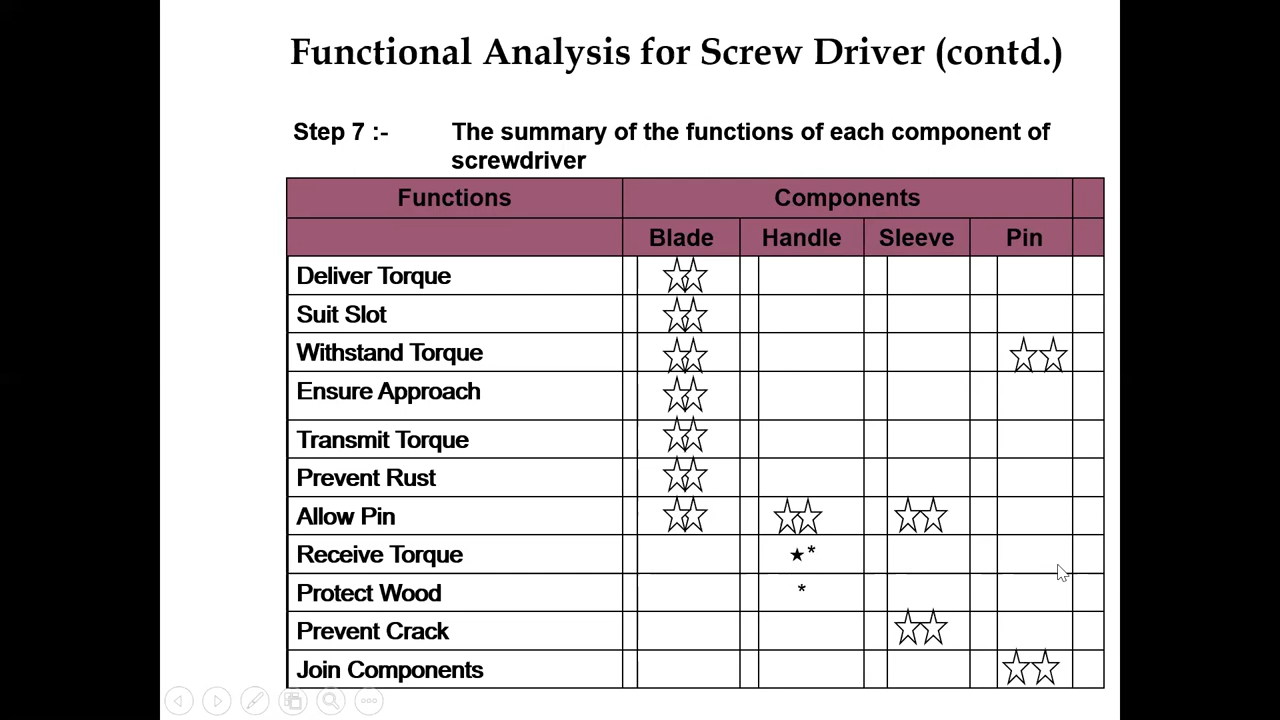 Functional Analysis for Screw Driver (contd.)
Step 7 :- The summary of the functions of each component of
screwdriver
Functions Components
Blade Handle Sleeve Pin
Deliver Torque ☆☆
Suit Slot ☆☆
Withstand Torque ☆☆ ☆☆
Ensure Approach ☆☆
Transmit Torque ☆☆
Prevent Rust ☆☆
Allow Pin ☆☆ ☆☆ ☆☆
Receive Torque ★*
Protect Wood *
Prevent Crack ☆☆
Join Components ☆☆